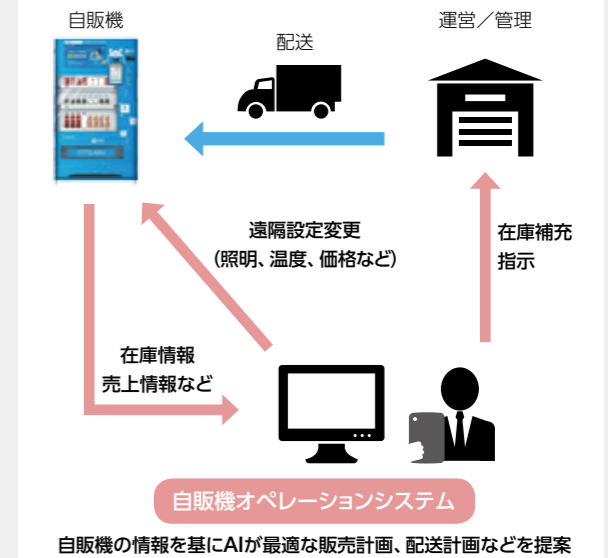 自販機
配送
運営／管理
遠隔設定変更
（照明、温度、価格など）
在庫補充
指示
在庫情報
売上情報など
自販機オペレーションシステム
自販機の情報を基にAIが最適な販売計画、配送計画などを提案